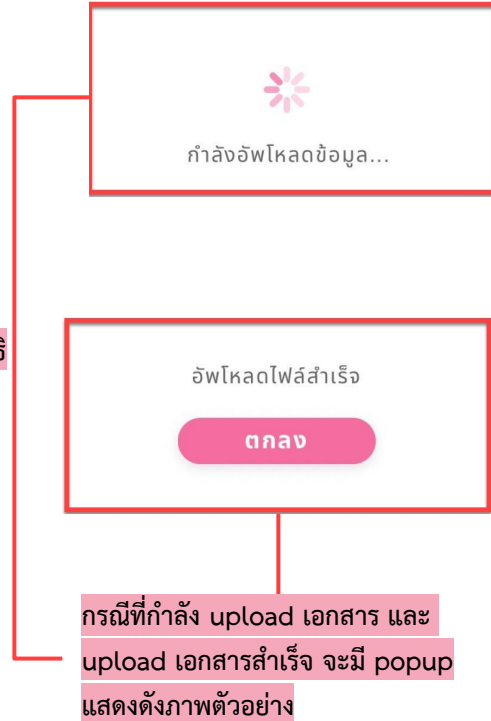 กำลังอัพโหลดข้อมูล...
อัพโหลดไฟล์สำเร็จ
ตกลง
กรณีที่กำลัง upload เอกสาร และ
upload เอกสารสำเร็จ จะมี popup
แสดงดังภาพตัวอย่าง